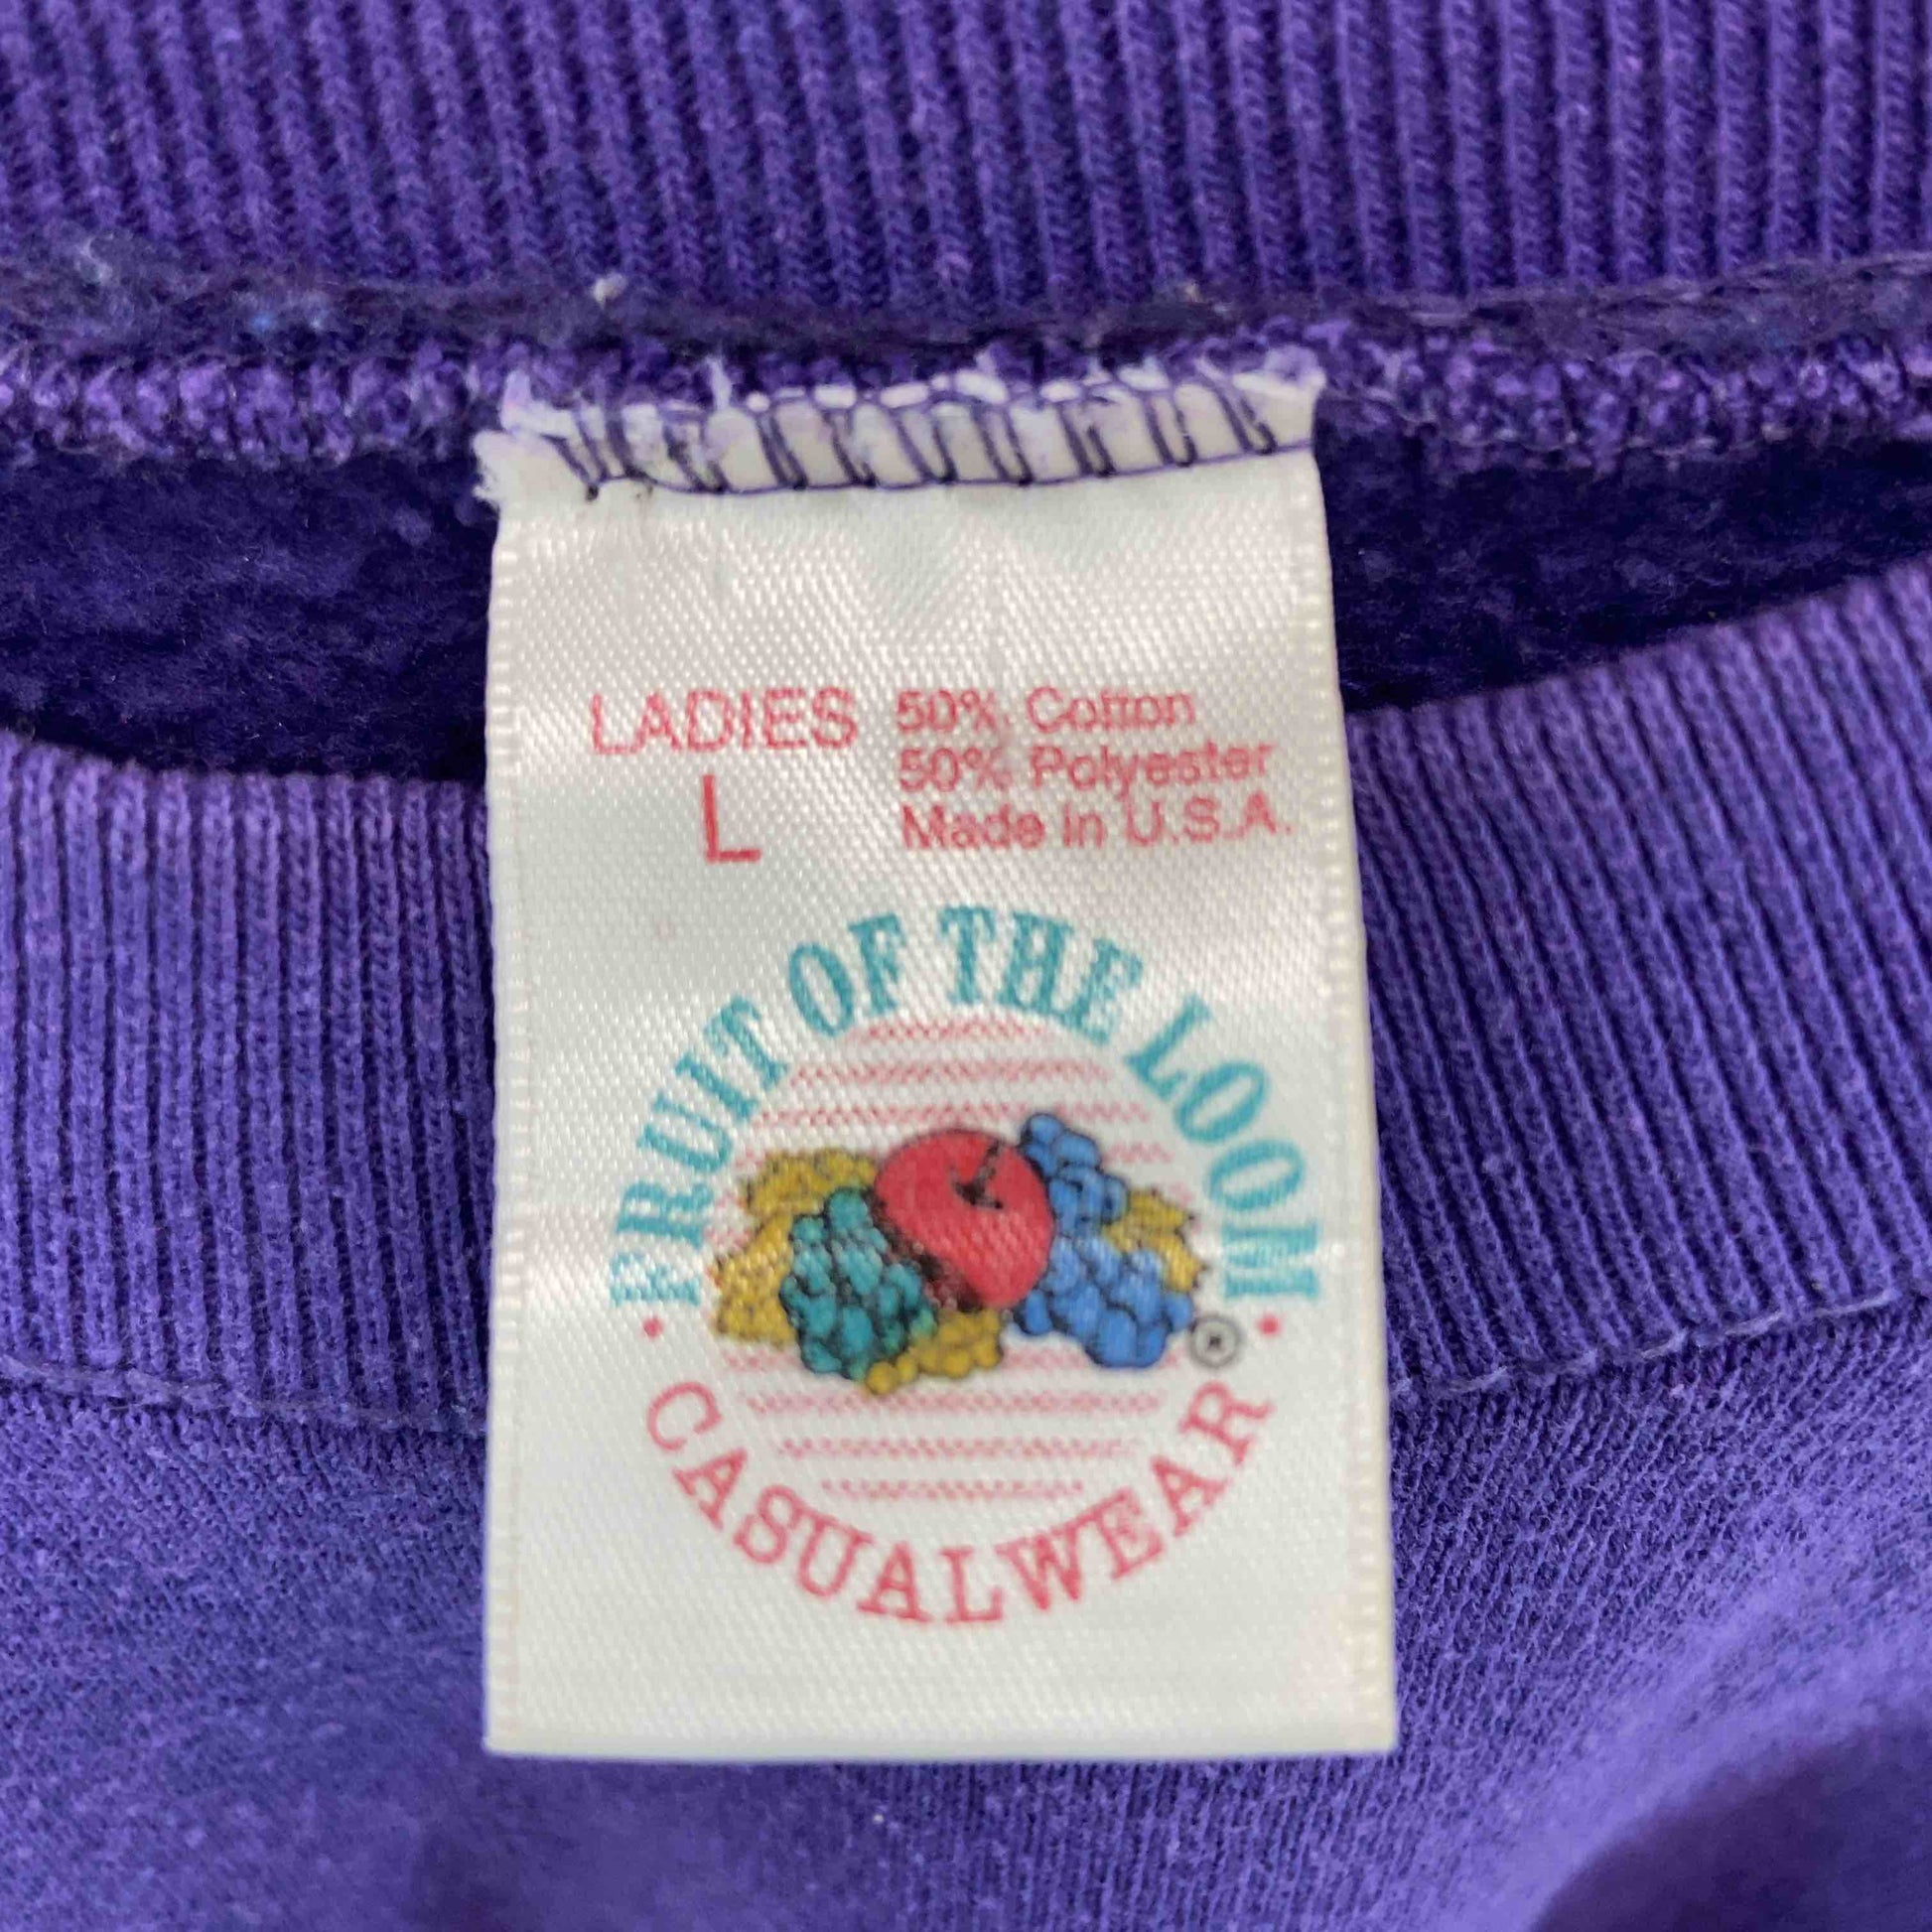 LADIES
L
50% Cotton
50% Polyester
Made in U.S.A.
FRUIT OF THE LOOM
®
• CASUALWEAR •